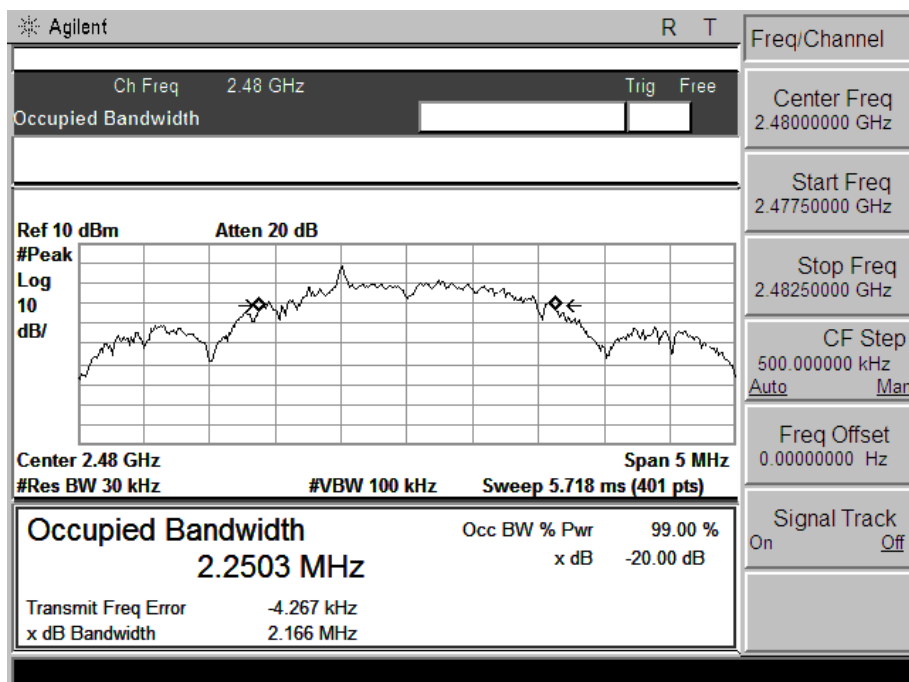 Agilent R T
Ch Freq 2.48 GHz Trig Free
Occupied Bandwidth
Ref 10 dBm Atten 20 dB
#Peak
Log
10
dB/
Center 2.48 GHz Span 5 MHz
#Res BW 30 kHz #VBW 100 kHz Sweep 5.718 ms (401 pts)
Occupied Bandwidth
2.2503 MHz
Occ BW % Pwr 99.00 %
x dB -20.00 dB
Transmit Freq Error -4.267 kHz
x dB Bandwidth 2.166 MHz
Freq/Channel
Center Freq
2.48000000 GHz
Start Freq
2.47750000 GHz
Stop Freq
2.48250000 GHz
CF Step
500.000000 kHz
Auto Man
Freq Offset
0.00000000 Hz
Signal Track
On Off